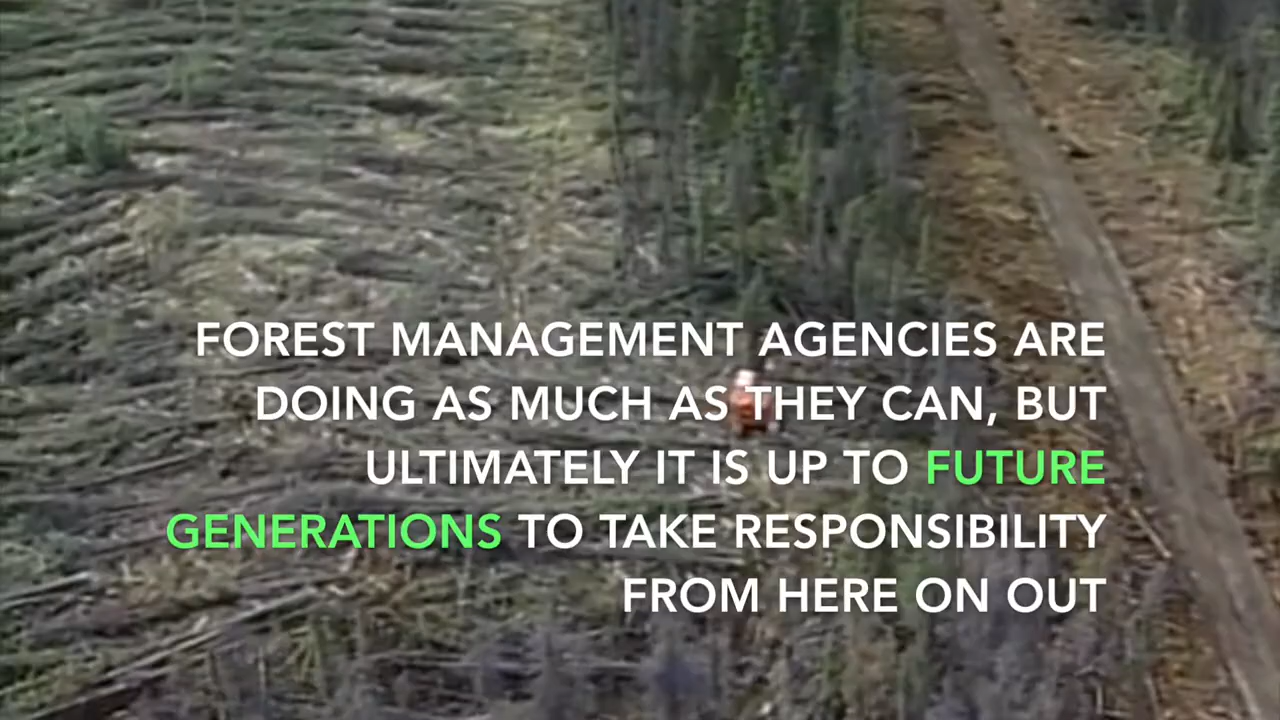 FOREST MANAGEMENT AGENCIES ARE
DOING AS MUCH AS THEY CAN, BUT
ULTIMATELY IT IS UP TO FUTURE
GENERATIONS TO TAKE RESPONSIBILITY
FROM HERE ON OUT